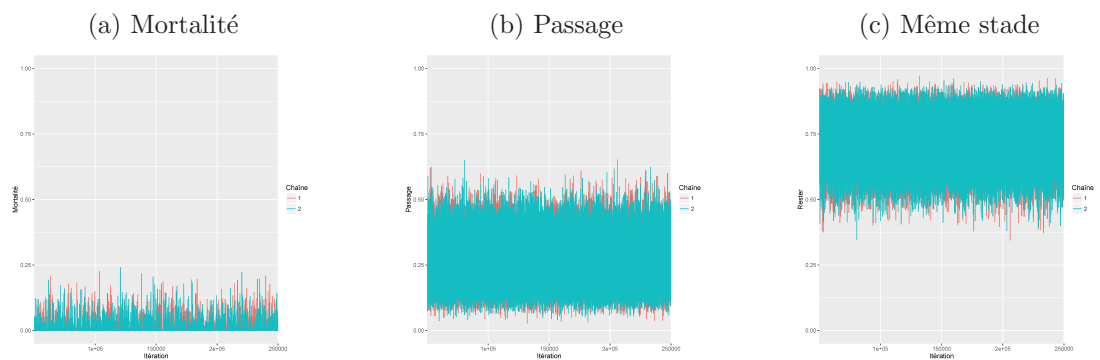 (a) Mortalité
(b) Passage
(c) Même stade
1.00
0.75
0.50
0.25
0.00
Mortalité
1e+05
150000
2e+05
250000
Itération
Chaîne
1
2
1.00
0.75
0.50
0.25
0.00
Passage
1e+05
150000
2e+05
250000
Itération
Chaîne
1
2
1.00
0.75
0.50
0.25
0.00
Rester
1e+05
150000
2e+05
250000
Itération
Chaîne
1
2